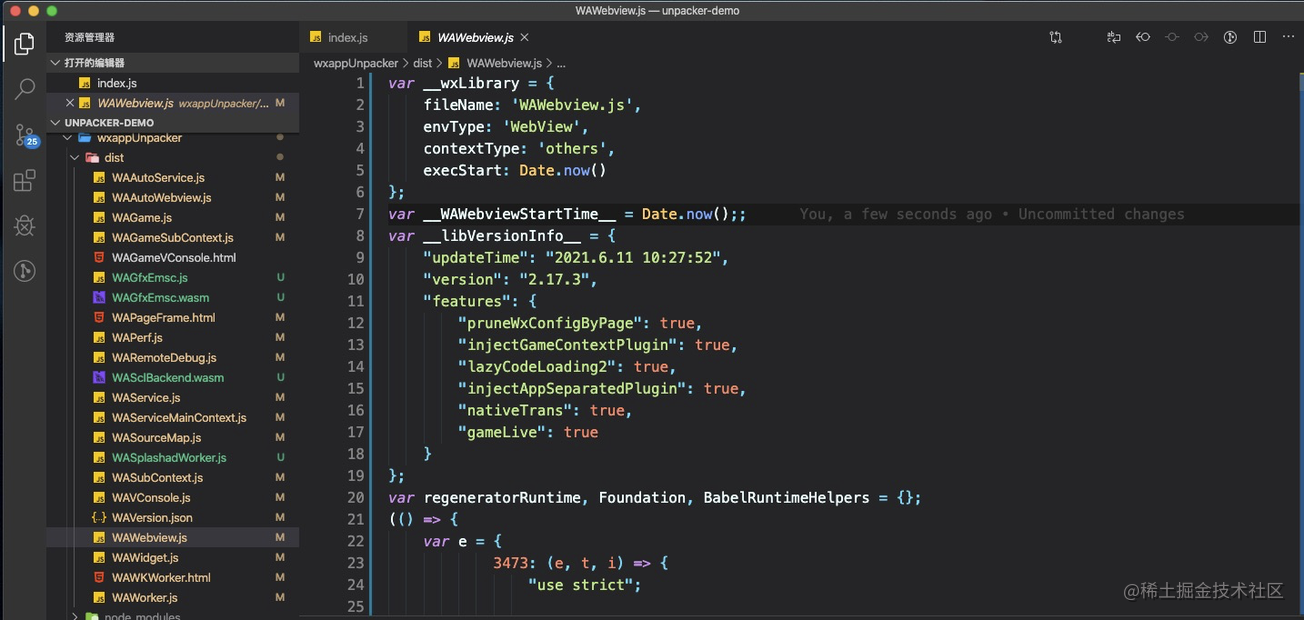 WAWebview.js — unpacker-demo
资源管理器
打开的编辑器
index.js
WAWebview.js wxappUnpacker/... M
UNPACKER-DEMO
wxappUnpacker
dist
WAAutoService.js M
WAAutoWebview.js M
WAGame.js M
WAGameSubContext.js M
WAGameVConsole.html
WAGfxEmsc.js U
WAGfxEmsc.wasm U
WAPageFrame.html M
WAPerf.js M
WARemoteDebug.js M
WASclBackend.wasm U
WAService.js M
WAServiceMainContext.js M
WASourceMap.js M
WASplashadWorker.js U
WASubContext.js M
WAVConsole.js M
WAVersion.json M
WAWebview.js M
WAWidget.js M
WAWKWorker.html M
WAWorker.js M
node_modules
25
index.js
WAWebview.js
wxappUnpacker > dist > WAWebview.js > ...
1 var __wxLibrary = {
2 fileName: 'WAWebview.js',
3 envType: 'WebView',
4 contextType: 'others',
5 execStart: Date.now()
6 };
7 var __WAWebviewStartTime__ = Date.now();; You, a few seconds ago • Uncommitted changes
8 var __libVersionInfo__ = {
9 "updateTime": "2021.6.11 10:27:52",
10 "version": "2.17.3",
11 "features": {
12 "pruneWxConfigByPage": true,
13 "injectGameContextPlugin": true,
14 "lazyCodeLoading2": true,
15 "injectAppSeparatedPlugin": true,
16 "nativeTrans": true,
17 "gameLive": true
18 }
19 };
20 var regeneratorRuntime, Foundation, BabelRuntimeHelpers = {};
21 (() => {
22 var e = {
23 3473: (e, t, i) => {
24 "use strict";
25
@稀土掘金技术社区